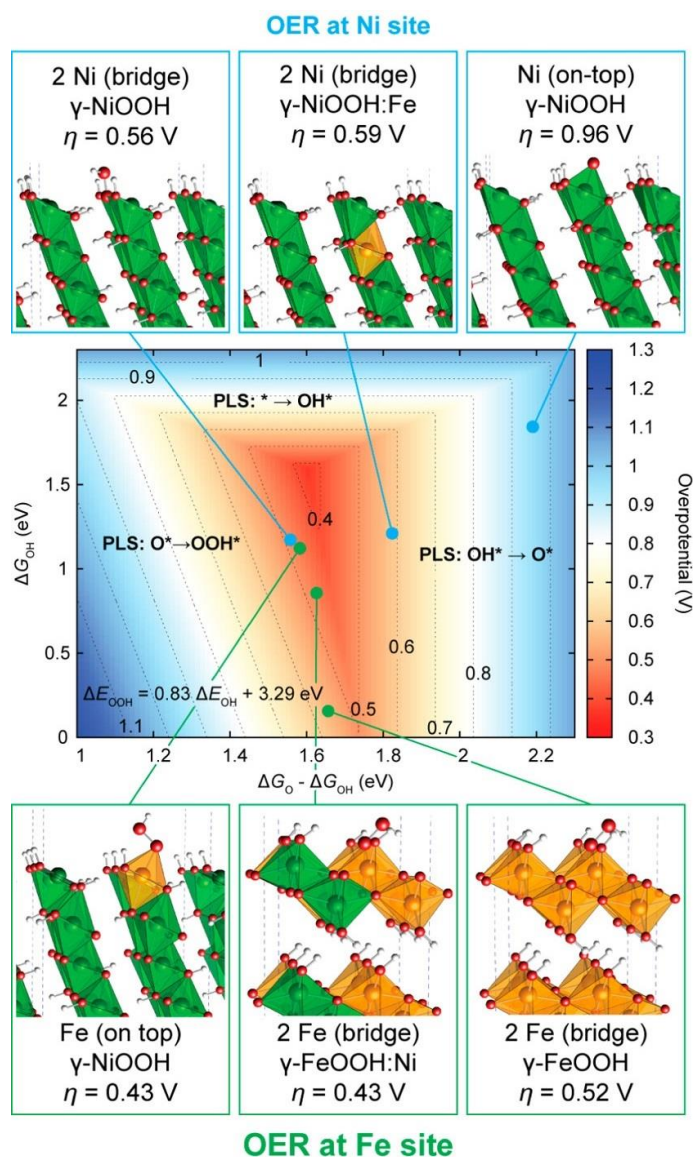 OER at Ni site
2 Ni (bridge)
γ-NiOOH
η = 0.56 V
2 Ni (bridge)
γ-NiOOH:Fe
η = 0.59 V
Ni (on-top)
γ-NiOOH
η = 0.96 V
1
0.9
PLS: * → OH*
0.4
PLS: O*→OOH*
PLS: OH* → O*
0.6
0.8
ΔE_OOH = 0.83 ΔE_OH + 3.29 eV
0.5
0.7
1.1
2
1.5
1
0.5
0
ΔG_OH (eV)
1
1.2
1.4
1.6
1.8
2
2.2
ΔG_O - ΔG_OH (eV)
1.3
1.2
1.1
1
0.9
0.8
0.7
0.6
0.5
0.4
0.3
Overpotential (V)
Fe (on top)
γ-NiOOH
η = 0.43 V
2 Fe (bridge)
γ-FeOOH:Ni
η = 0.43 V
2 Fe (bridge)
γ-FeOOH
η = 0.52 V
OER at Fe site